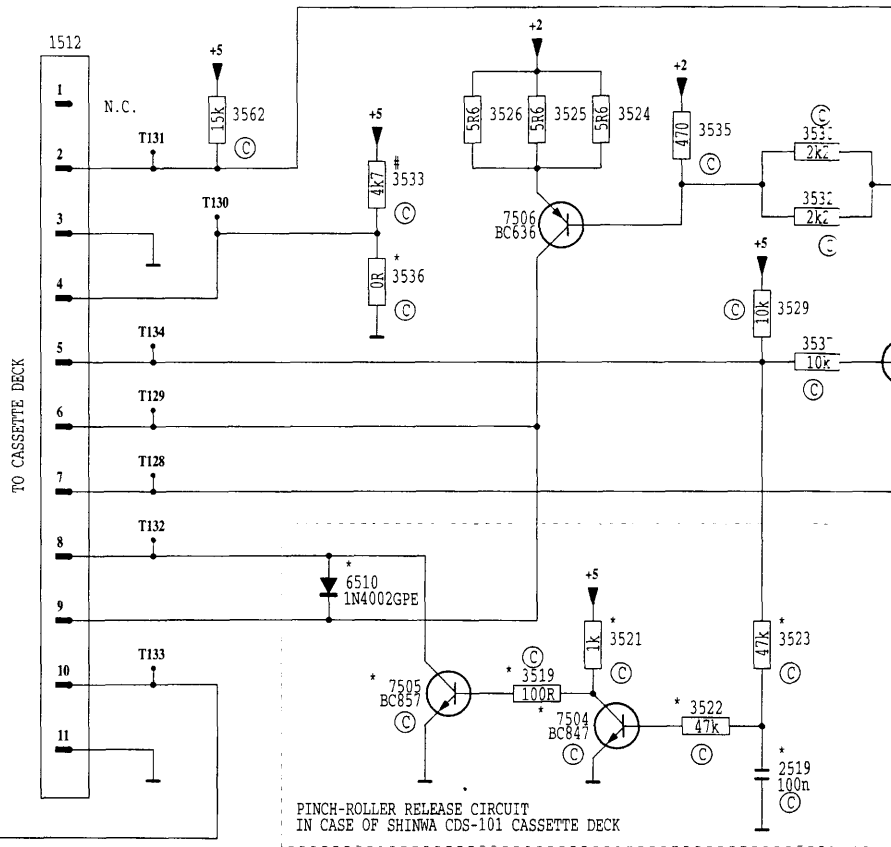 1512
1
N.C.
2
T131
+5
15k
3562
C
3
T130
+5
4k7
#
3533
C
0R
*
3536
C
4
5
T134
6
T129
7
T128
8
T132
9
10
T133
11
TO CASSETTE DECK
+2
5R6
3526
5R6
3525
5R6
3524
7506
BC636
+2
470
3535
C
C
2k2
3532
2k2
+5
C
10k
3529
10k
C
*
6510
1N4002GPE
*
7505
BC857
C
*
C
3519
100R
*
+5
1k
*
3521
C
7504
BC847
C
*
3522
47k
C
47k
*
3523
C
*
2519
100n
C
PINCH-ROLLER RELEASE CIRCUIT
IN CASE OF SHINWA CDS-101 CASSETTE DECK